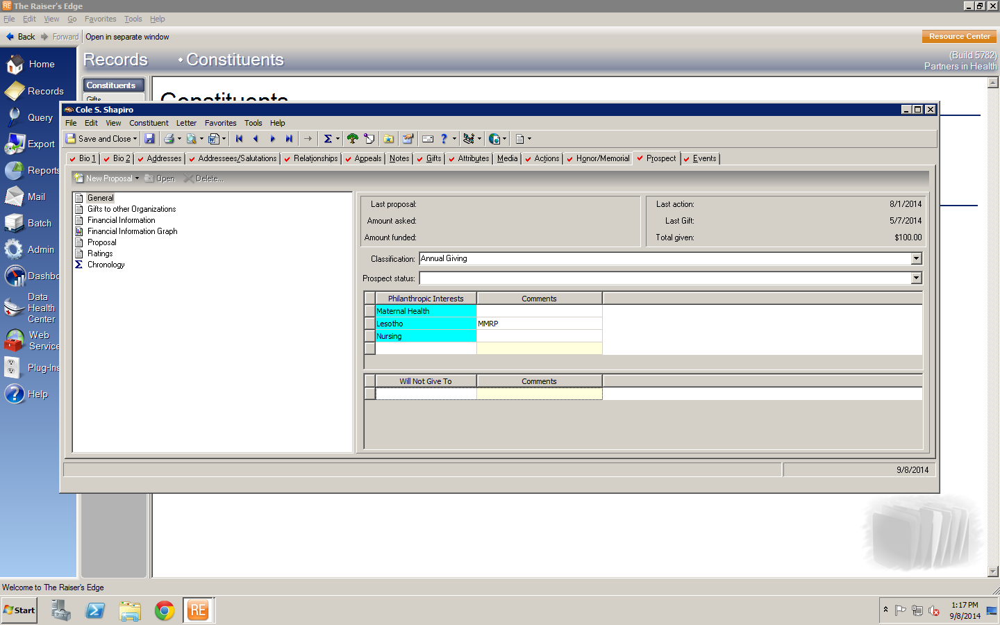 RE The Raiser's Edge
File Edit View Go Favorites Tools Help
Back Forward Open in separate window
Resource Center
Records • Constituents
(Build 5782)
Partners in Health
Home
Records
Query
Export
Reports
Mail
Batch
Admin
Dashbo
Data
Health
Center
Web
Service
Plug-Ins
Help
Constituents
Gifts
Constituents
Cole S. Shapiro
File Edit View Constituent Letter Favorites Tools Help
Save and Close
Bio 1 Bio 2 Addresses Addressees/Salutations Relationships Appeals Notes Gifts Attributes Media Actions Honor/Memorial Prospect Events
New Proposal Open Delete...
General
Gifts to other Organizations
Financial Information
Financial Information Graph
Proposal
Ratings
Chronology
Last proposal:
Amount asked:
Amount funded:
Last action: 8/1/2014
Last Gift: 5/7/2014
Total given: $100.00
Classification: Annual Giving
Prospect status:
Philanthropic Interests Comments
Maternal Health
Lesotho MMRP
Nursing
Will Not Give To Comments
9/8/2014
Welcome to The Raiser's Edge
Start
RE
1:17 PM
9/8/2014